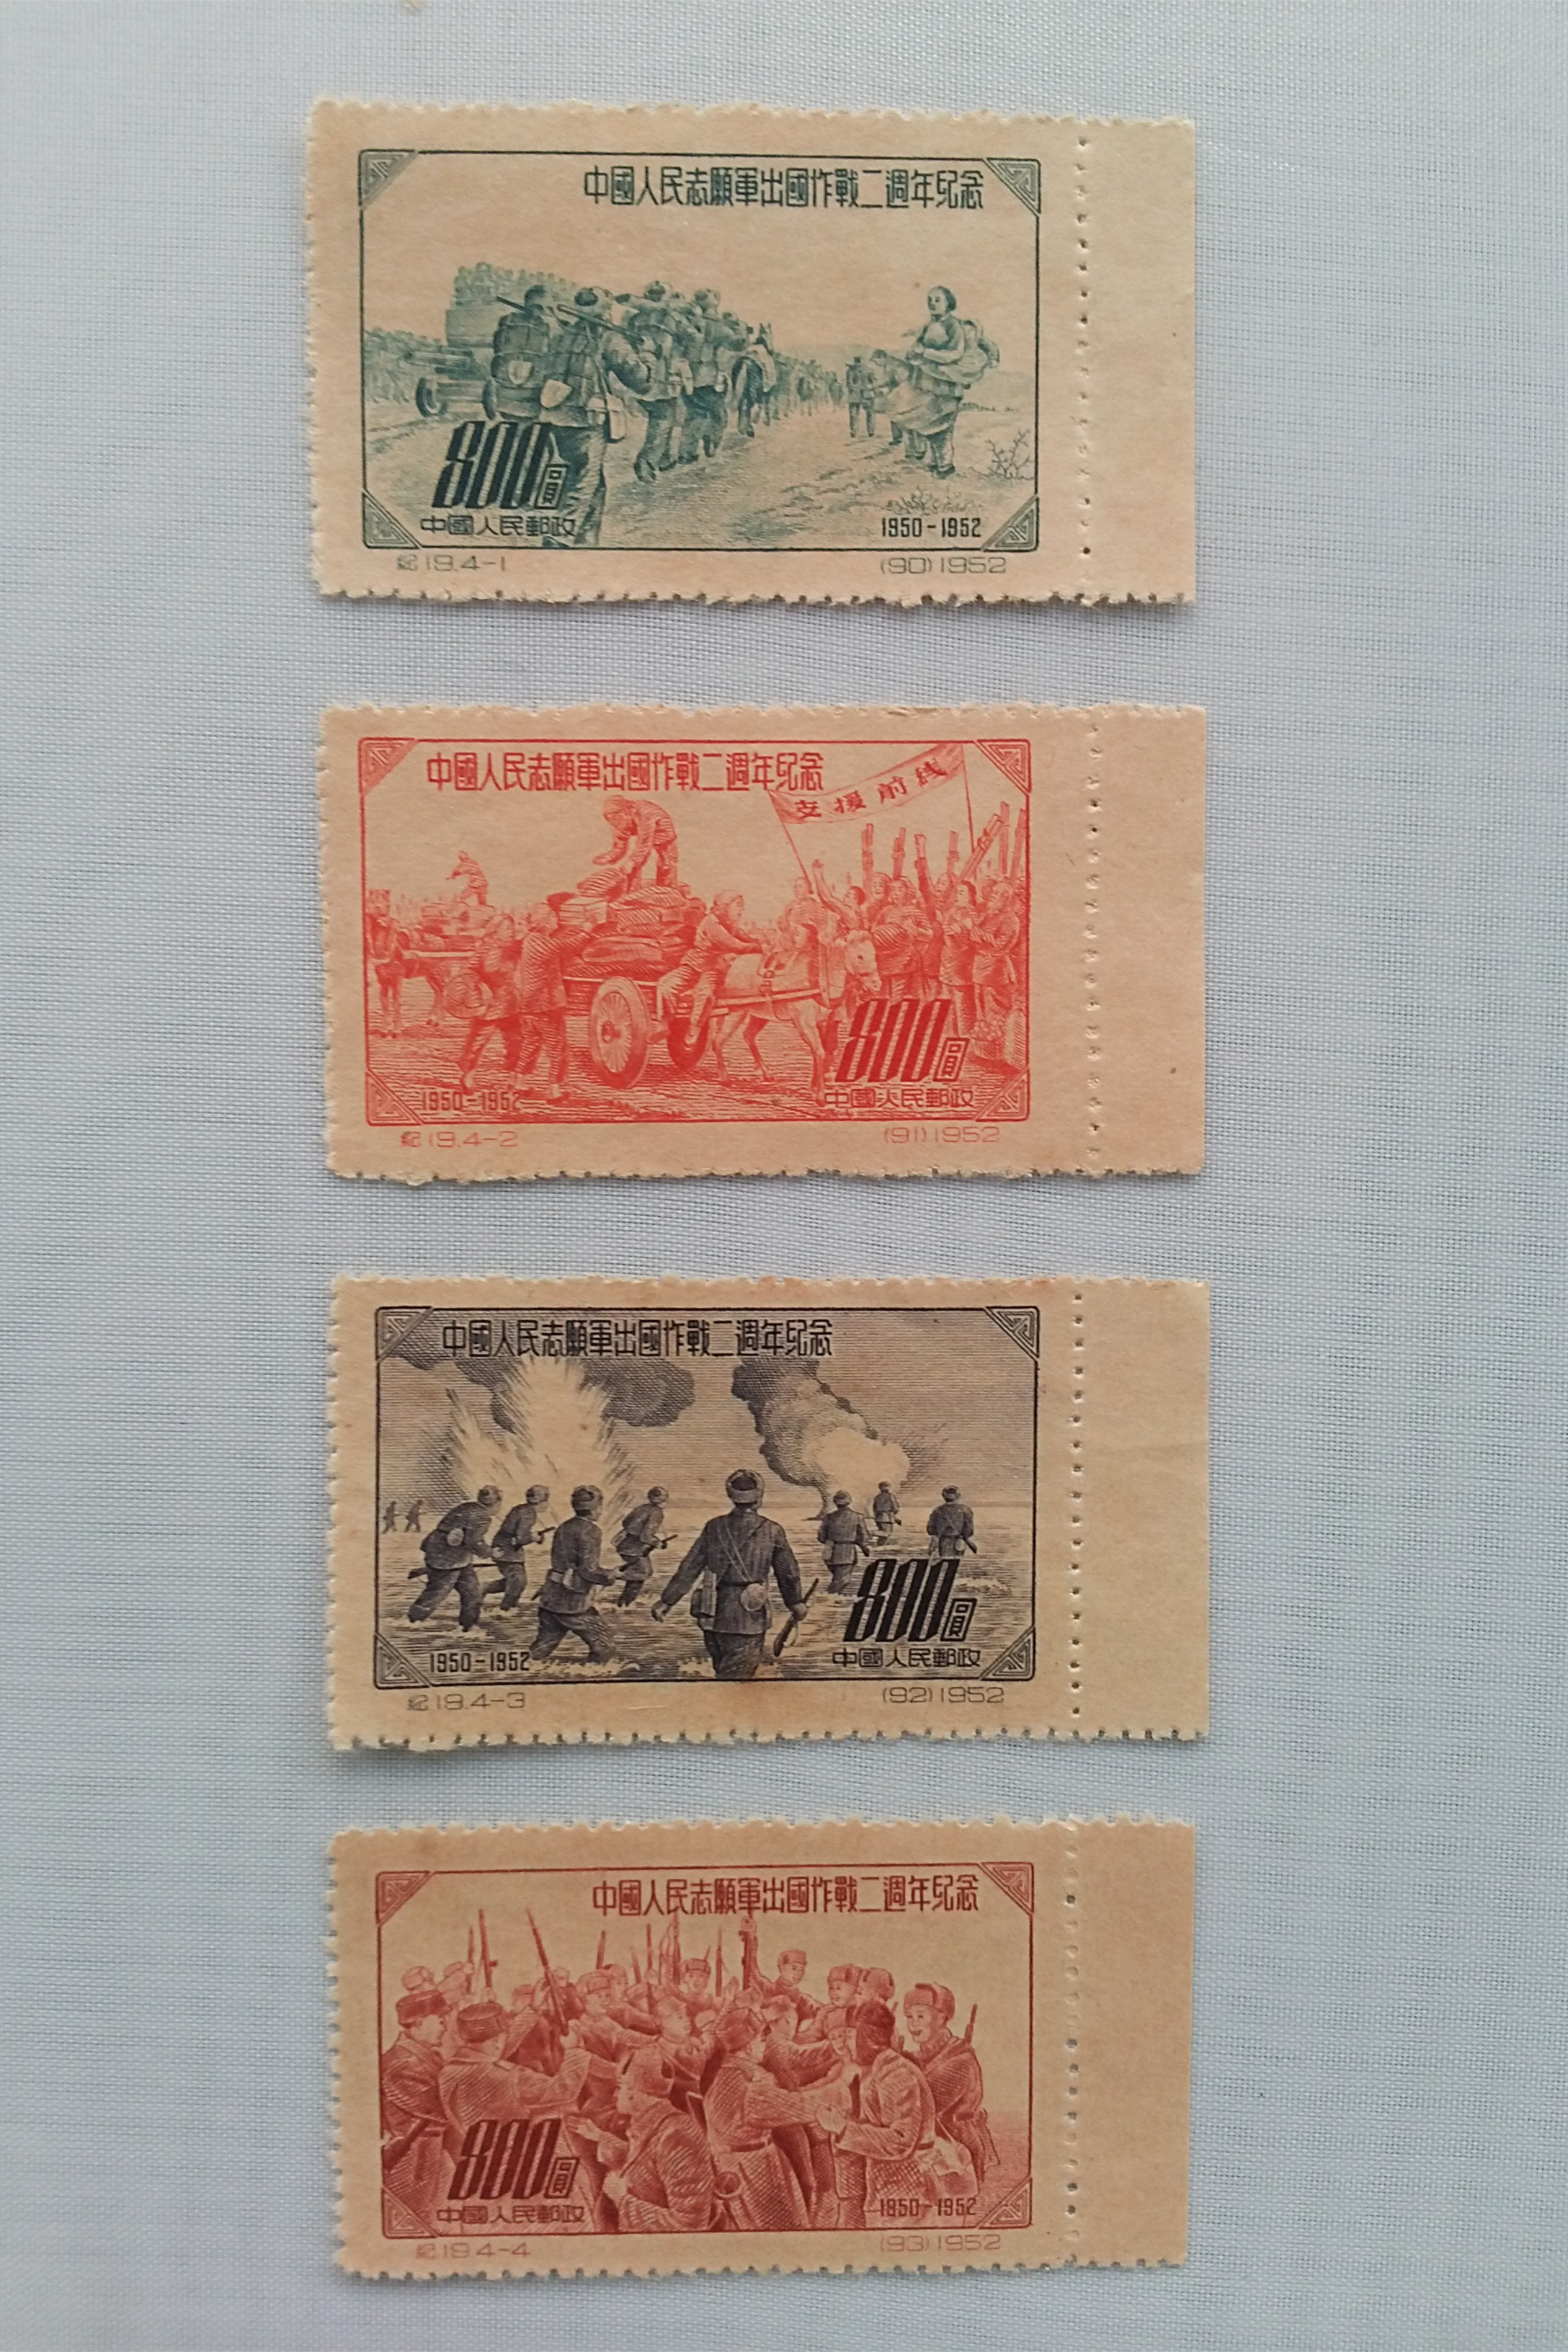 中國人民志願軍出國作戰二週年紀念
800圓
中國人民郵政
1950-1952
紀19.4-1
(90)1952
中國人民志願軍出國作戰二週年紀念
支援前线
800圓
1950-1952
中國人民郵政
紀19.4-2
(91)1952
中國人民志願軍出國作戰二週年紀念
800圓
1950-1952
中國人民郵政
紀19.4-3
(92)1952
中國人民志願軍出國作戰二週年紀念
800圓
中國人民郵政
1950-1952
紀19.4-4
(93)1952